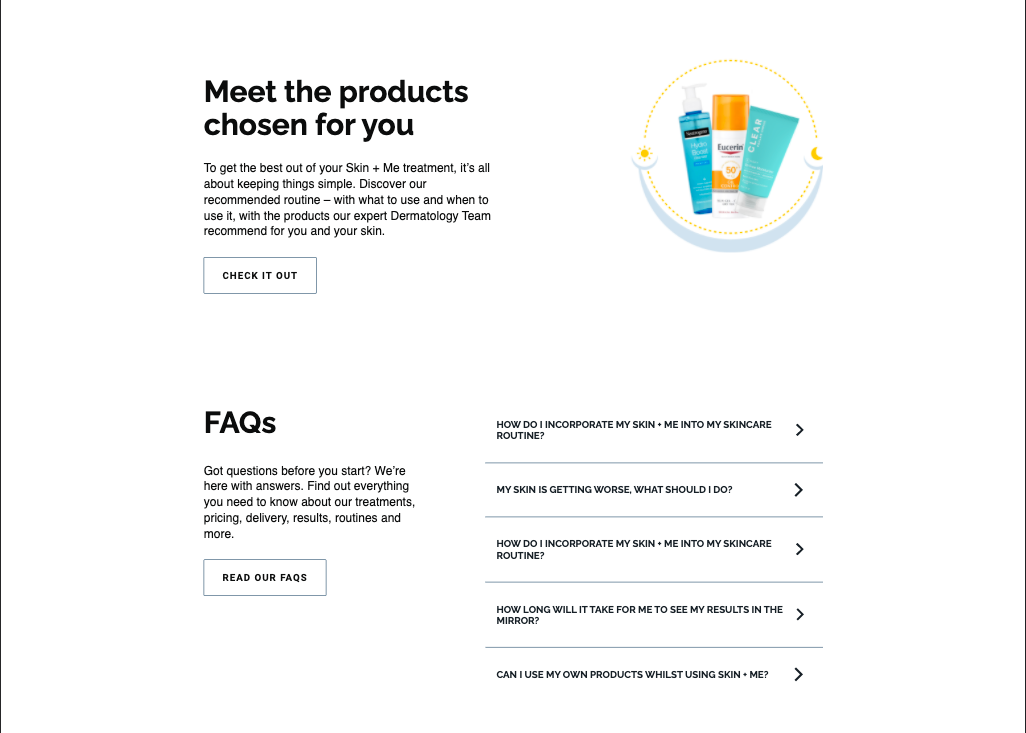 Meet the products
chosen for you
To get the best out of your Skin + Me treatment, it's all
about keeping things simple. Discover our
recommended routine – with what to use and when to
use it, with the products our expert Dermatology Team
recommend for you and your skin.
CHECK IT OUT
Neutrogena
Hydro
Boost
Eucerin
50+
CLEAR
FAQs
Got questions before you start? We're
here with answers. Find out everything
you need to know about our treatments,
pricing, delivery, results, routines and
more.
READ OUR FAQS
HOW DO I INCORPORATE MY SKIN + ME INTO MY SKINCARE
ROUTINE?
MY SKIN IS GETTING WORSE, WHAT SHOULD I DO?
HOW DO I INCORPORATE MY SKIN + ME INTO MY SKINCARE
ROUTINE?
HOW LONG WILL IT TAKE FOR ME TO SEE MY RESULTS IN THE
MIRROR?
CAN I USE MY OWN PRODUCTS WHILST USING SKIN + ME?